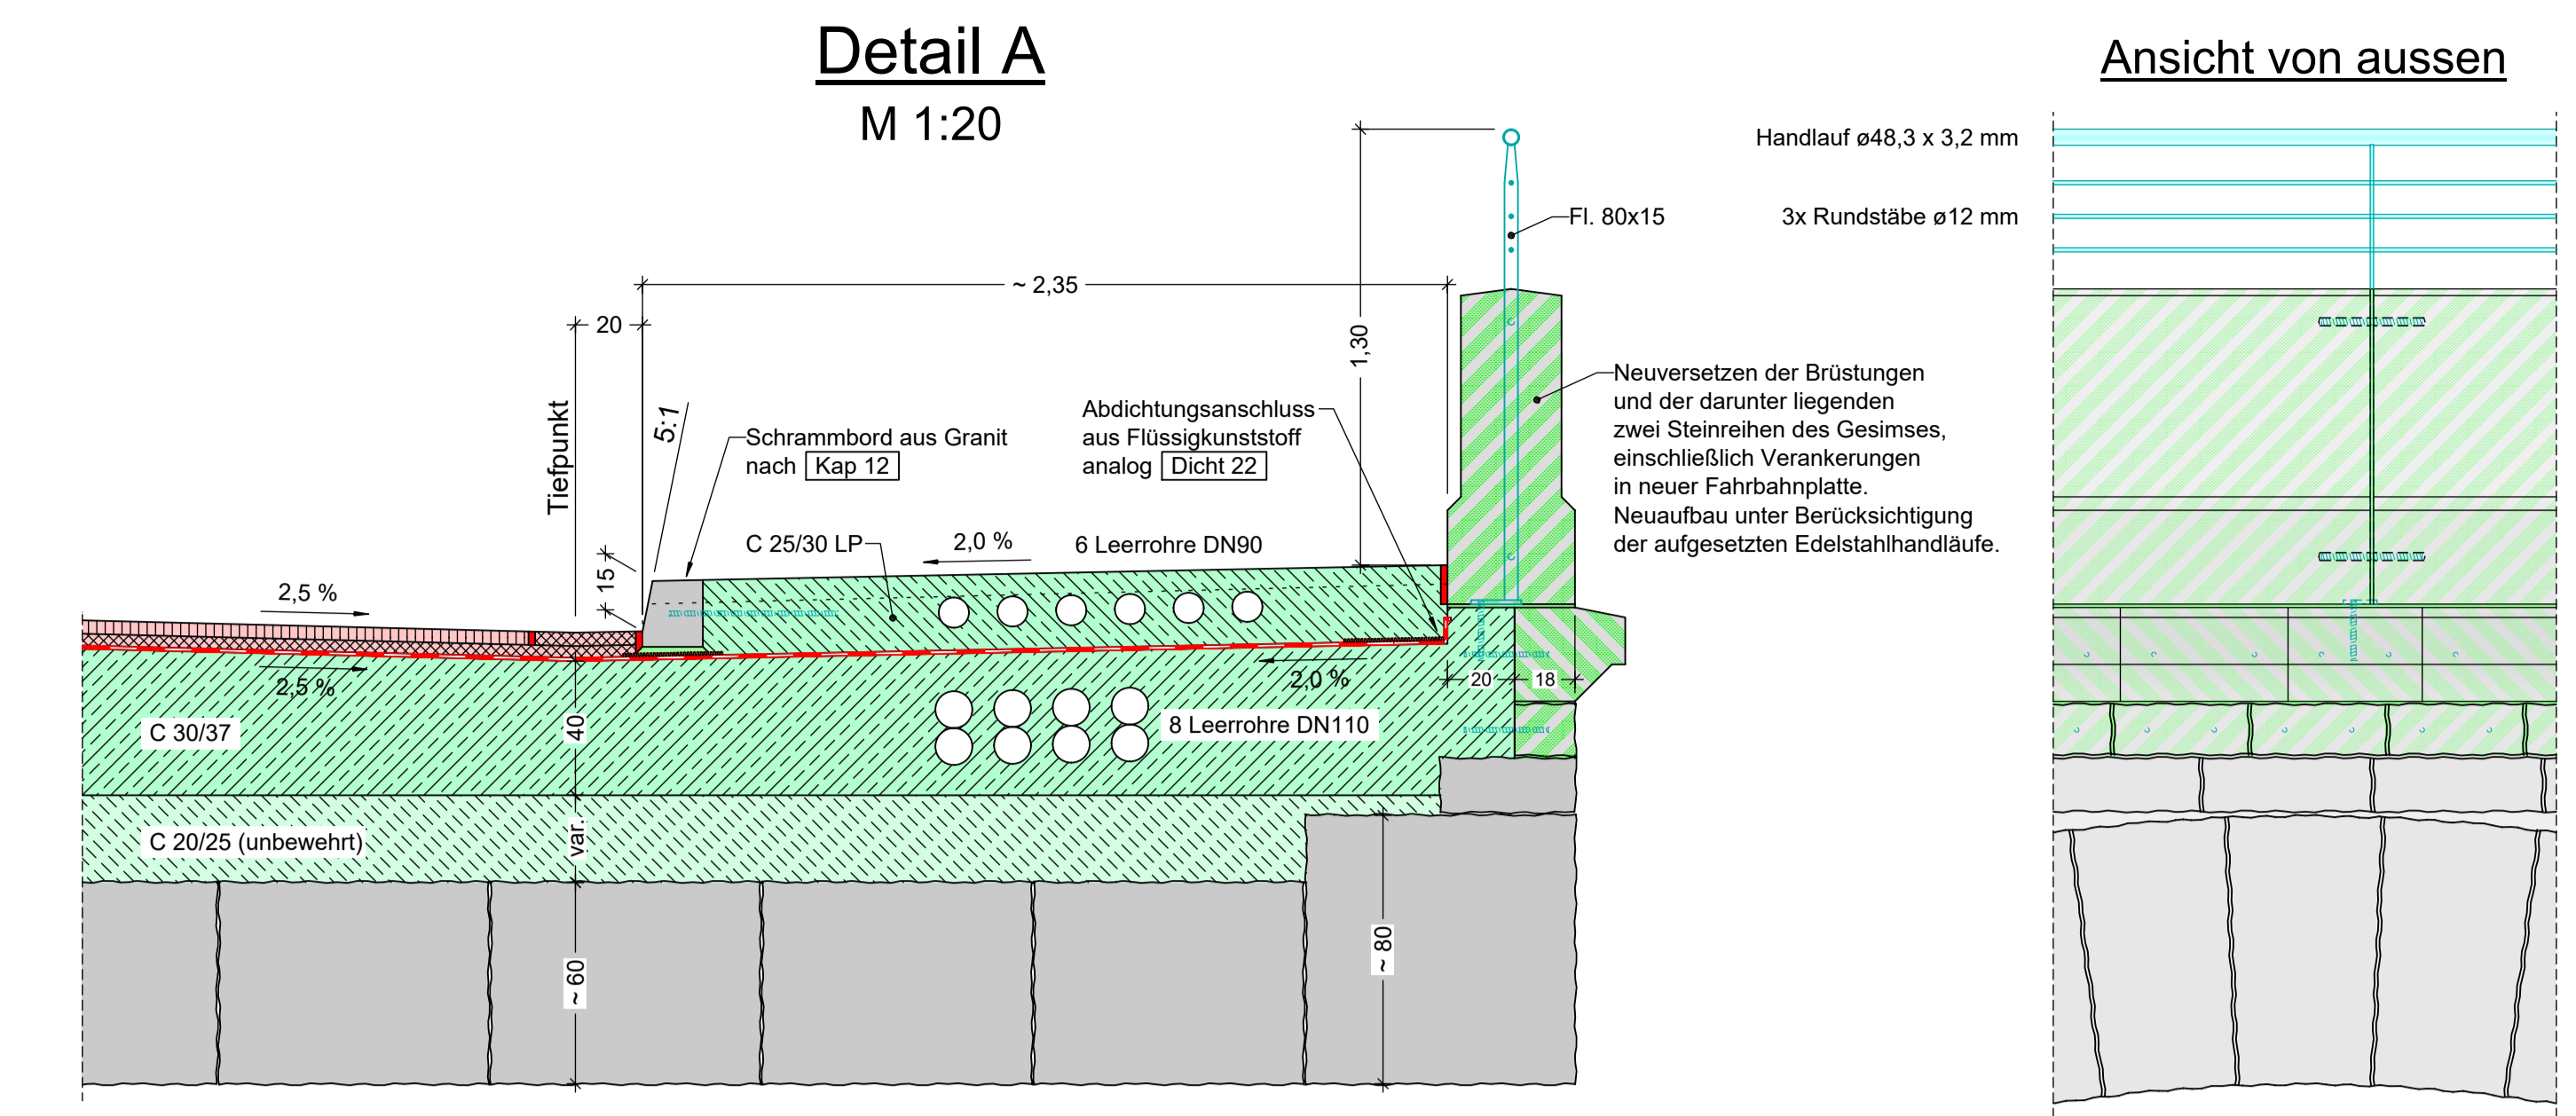 Detail A
M 1:20
Ansicht von aussen
Handlauf ø48,3 x 3,2 mm
Fl. 80x15
3x Rundstäbe ø12 mm
~ 2,35
20
1,30
Tiefpunkt
5:1
Schrammbord aus Granit
nach Kap 12
Abdichtungsanschluss
aus Flüssigkunststoff
analog Dicht 22
Neuversetzen der Brüstungen
und der darunter liegenden
zwei Steinreihen des Gesimses,
einschließlich Verankerungen
in neuer Fahrbahnplatte.
Neuaufbau unter Berücksichtigung
der aufgesetzten Edelstahlhandläufe.
C 25/30 LP
2,0 %
6 Leerrohre DN90
15
2,5 %
2,5 %
2,0 %
20
18
C 30/37
40
8 Leerrohre DN110
C 20/25 (unbewehrt)
var.
~ 60
~ 80